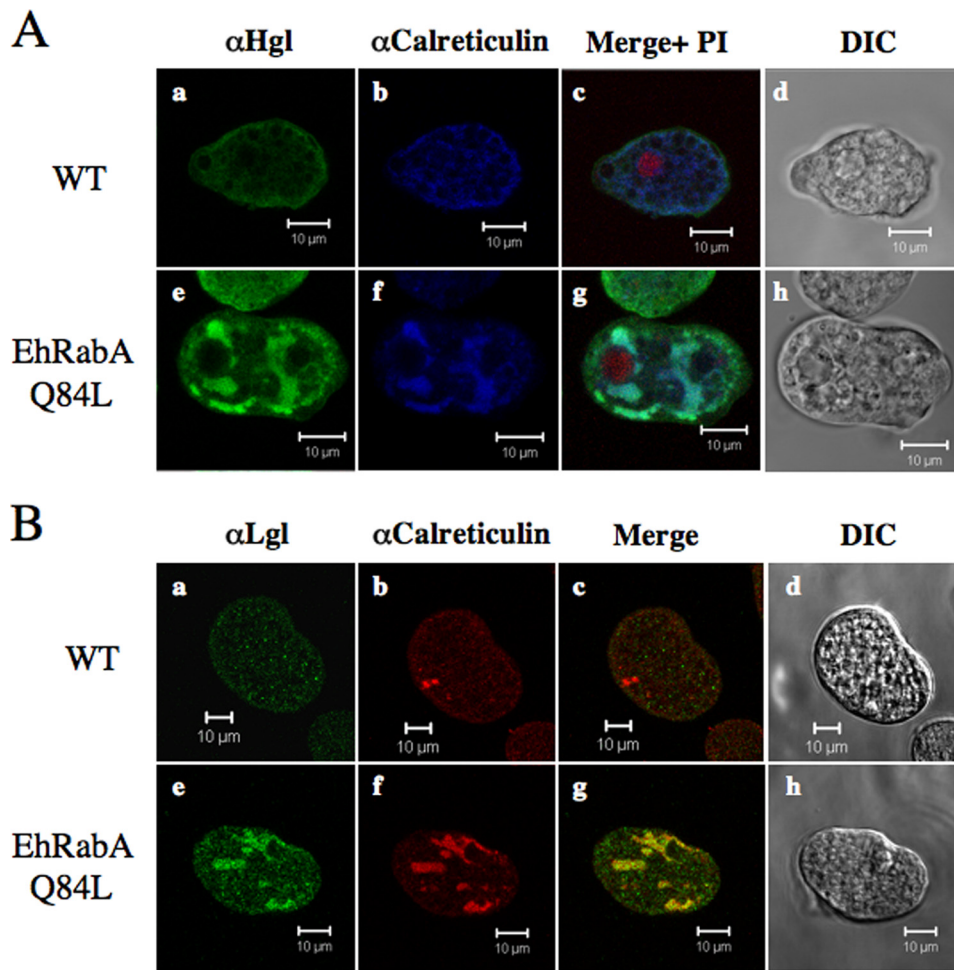 A
αHgl αCalreticulin Merge+ PI DIC
WT
a b c d
10 μm 10 μm 10 μm 10 μm
EhRabA
Q84L
e f g h
10 μm 10 μm 10 μm 10 μm
B
αLgl αCalreticulin Merge DIC
WT
a b c d
10 μm 10 μm 10 μm 10 μm
EhRabA
Q84L
e f g h
10 μm 10 μm 10 μm 10 μm